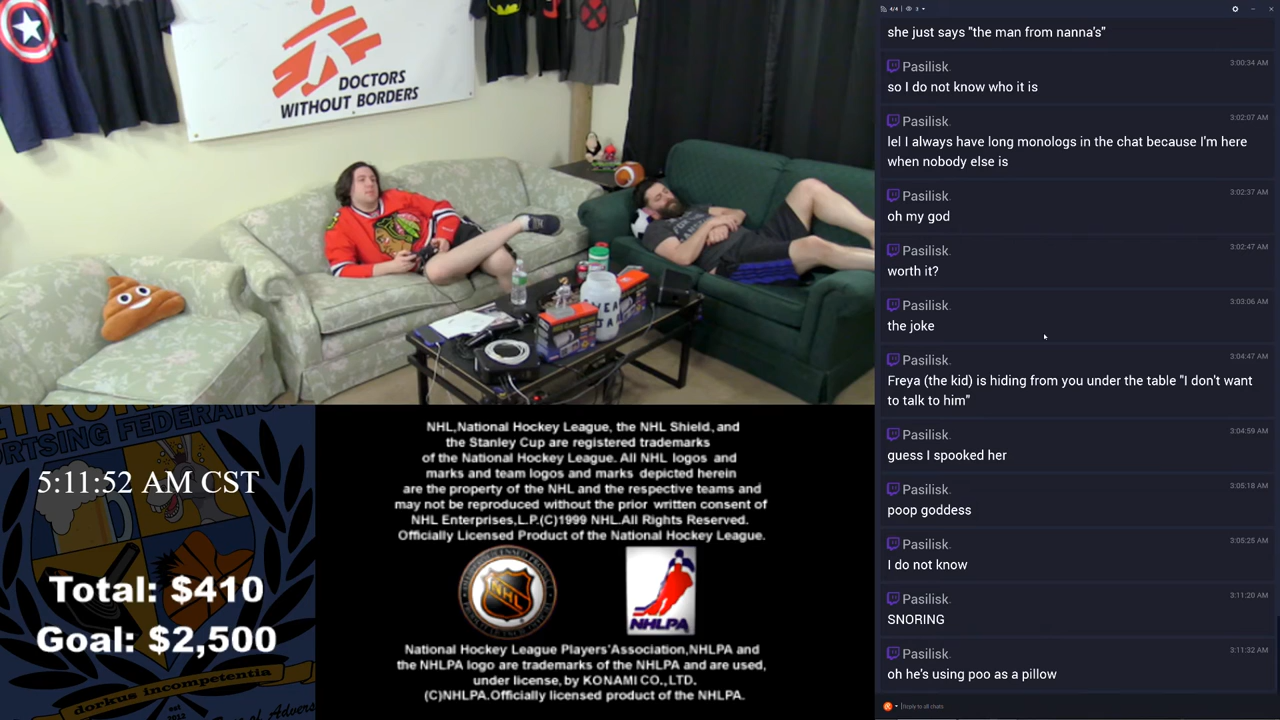 DOCTORS
WITHOUT BORDERS
5:11:52 AM CST
Total: $410
Goal: $2,500
dorkus incompetentia
NHL,National Hockey League, the NHL Shield, and
the Stanley Cup are registered trademarks
of the National Hockey League. All NHL logos and
marks and team logos and marks depicted herein
are the property of the NHL and the respective teams and
may not be reproduced without the prior written consent of
NHL Enterprises,L.P.(C)1999 NHL.All Rights Reserved.
Officially Licensed Product of the National Hockey League.
NHL
NHLPA
National Hockey League Players'Association,NHLPA and
the NHLPA logo are trademarks of the NHLPA and are used,
under license, by KONAMI CO.,LTD.
(C)NHLPA.Officially licensed product of the NHLPA.
4/4 3
she just says "the man from nanna's"
Pasilisk 3:00:34 AM
so I do not know who it is
Pasilisk 3:02:07 AM
lel I always have long monologs in the chat because I'm here
when nobody else is
Pasilisk 3:02:37 AM
oh my god
Pasilisk 3:02:47 AM
worth it?
Pasilisk 3:03:06 AM
the joke
Pasilisk 3:04:47 AM
Freya (the kid) is hiding from you under the table "I don't want
to talk to him"
Pasilisk 3:04:59 AM
guess I spooked her
Pasilisk 3:05:18 AM
poop goddess
Pasilisk 3:05:25 AM
I do not know
Pasilisk 3:11:20 AM
SNORING
Pasilisk 3:11:32 AM
oh he's using poo as a pillow
Reply to all chats